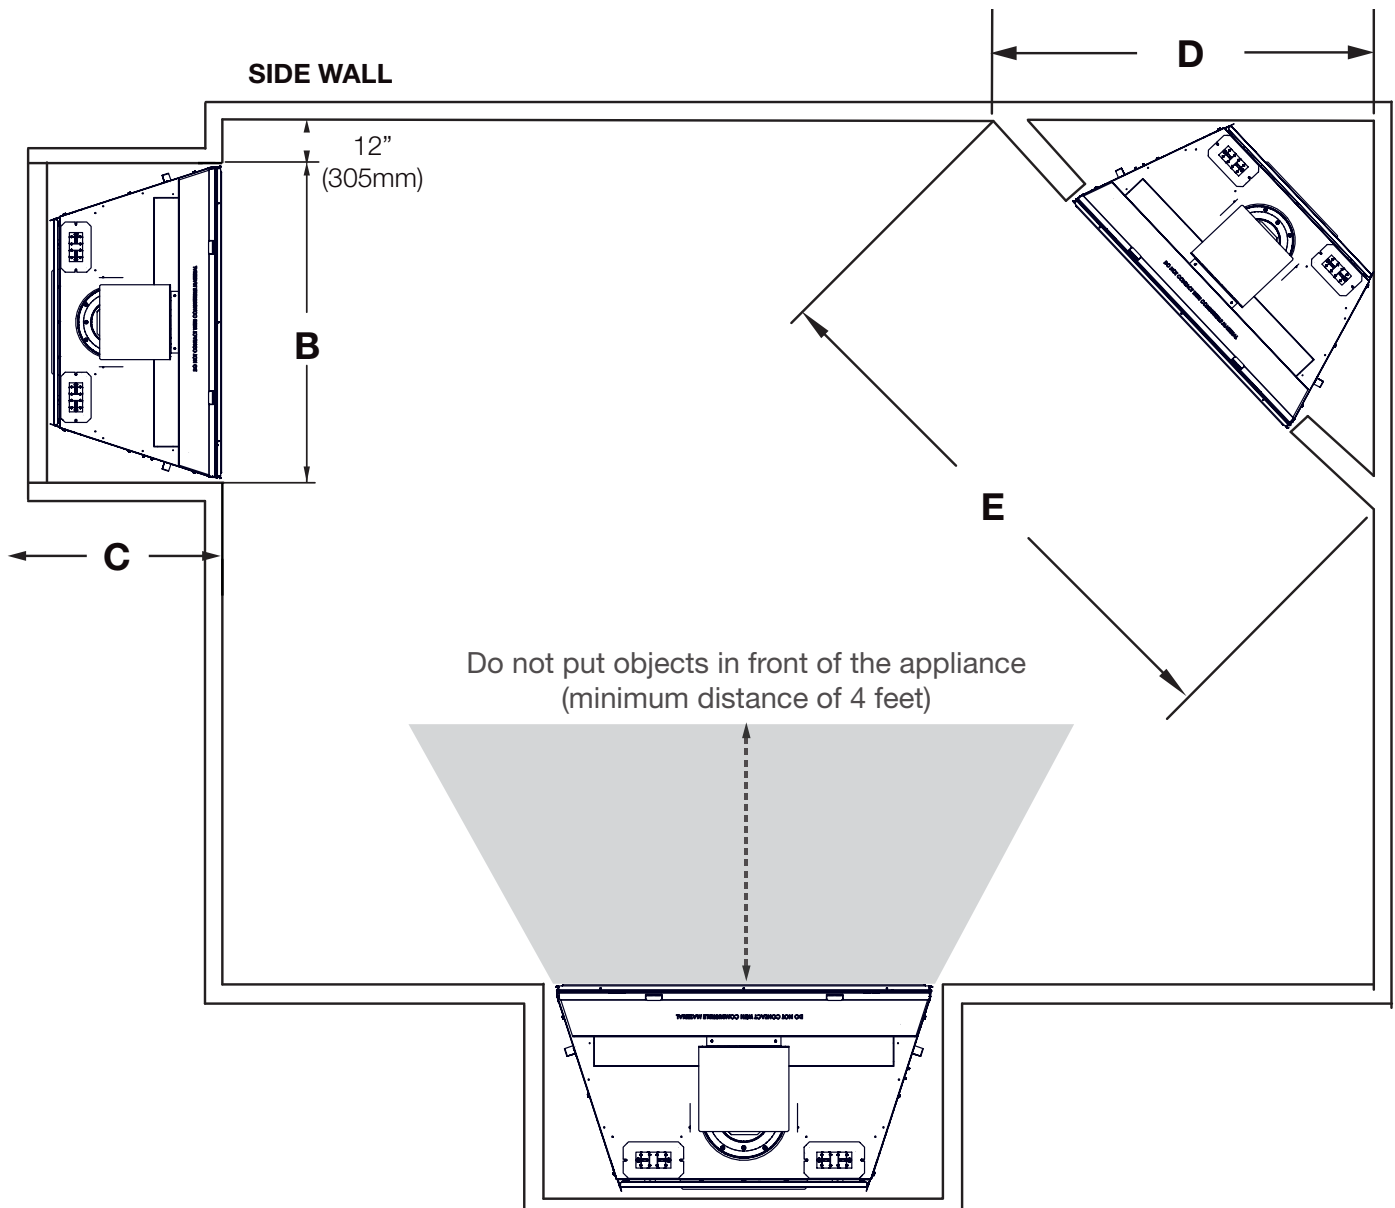 D
SIDE WALL
12”
(305mm)
B
E
C
Do not put objects in front of the appliance
(minimum distance of 4 feet)